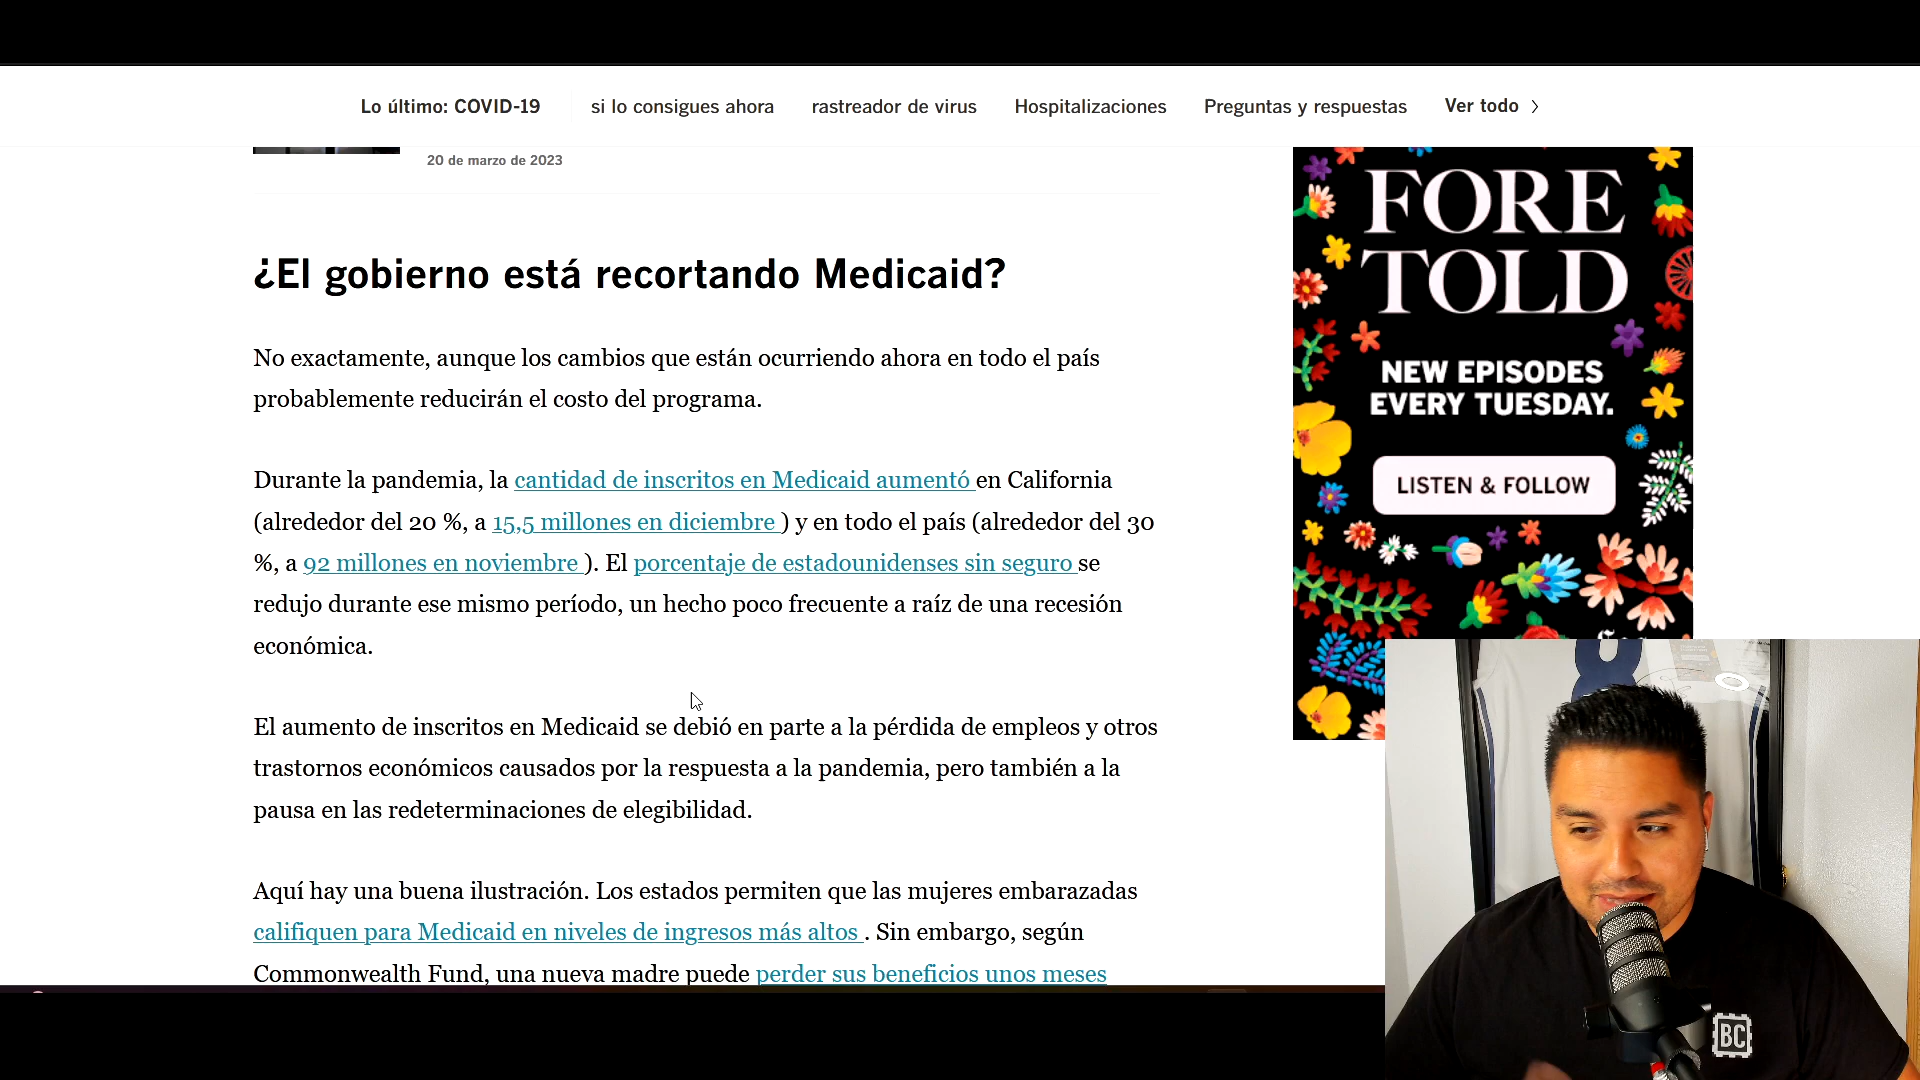 Lo último: COVID-19
si lo consigues ahora
rastreador de virus
Hospitalizaciones
Preguntas y respuestas
Ver todo
20 de marzo de 2023
¿El gobierno está recortando Medicaid?
No exactamente, aunque los cambios que están ocurriendo ahora en todo el país
probablemente reducirán el costo del programa.
Durante la pandemia, la cantidad de inscritos en Medicaid aumentó en California
(alrededor del 20 %, a 15,5 millones en diciembre ) y en todo el país (alrededor del 30
%, a 92 millones en noviembre ). El porcentaje de estadounidenses sin seguro se
redujo durante ese mismo período, un hecho poco frecuente a raíz de una recesión
económica.
El aumento de inscritos en Medicaid se debió en parte a la pérdida de empleos y otros
trastornos económicos causados por la respuesta a la pandemia, pero también a la
pausa en las redeterminaciones de elegibilidad.
Aquí hay una buena ilustración. Los estados permiten que las mujeres embarazadas
califiquen para Medicaid en niveles de ingresos más altos . Sin embargo, según
Commonwealth Fund, una nueva madre puede perder sus beneficios unos meses
FORE
TOLD
NEW EPISODES
EVERY TUESDAY.
LISTEN & FOLLOW
BC